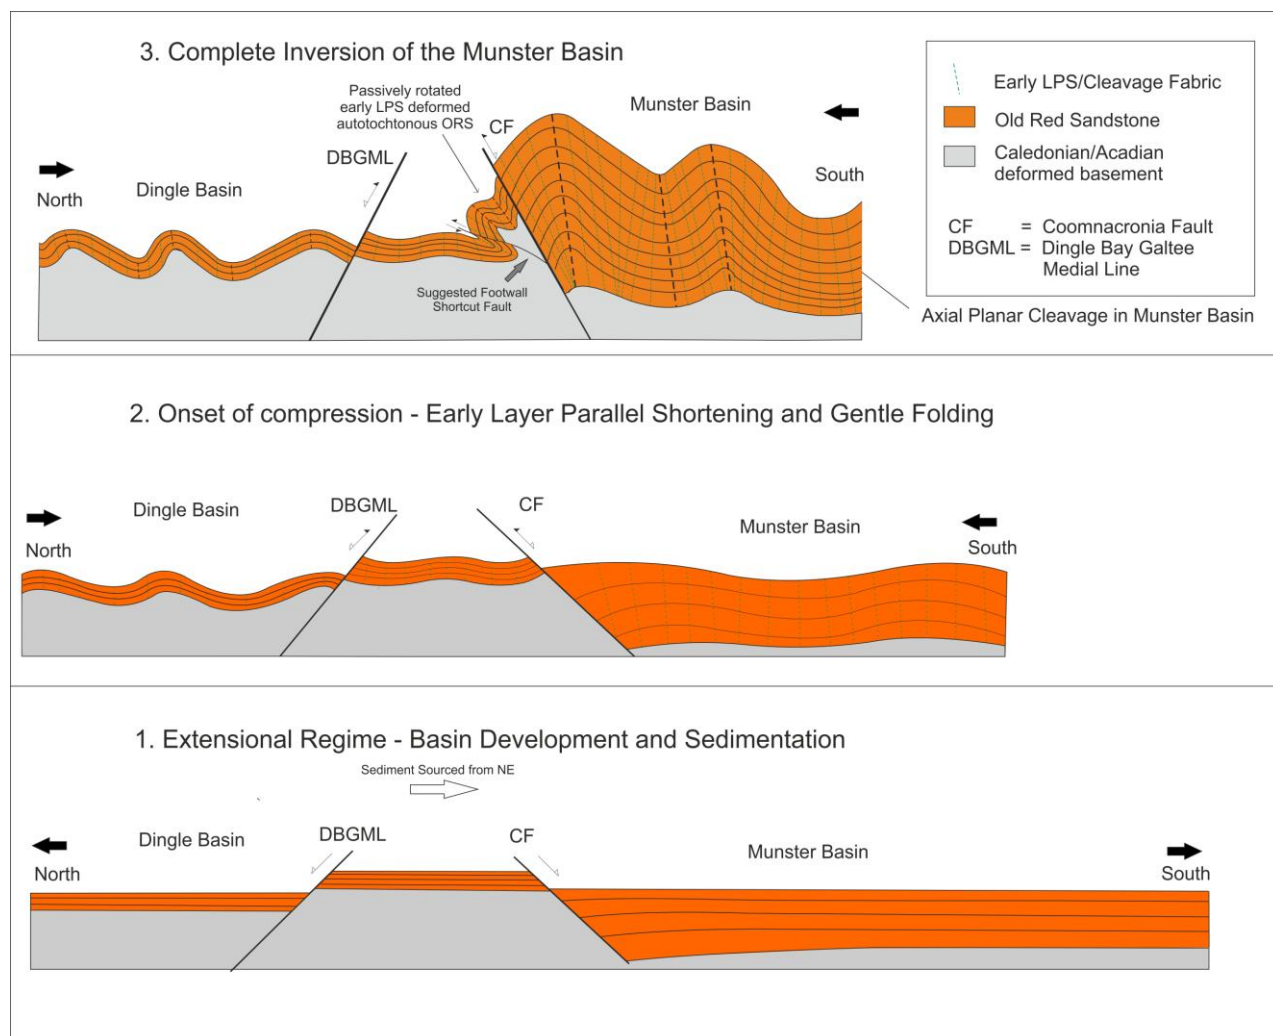 3. Complete Inversion of the Munster Basin
Passively rotated
early LPS deformed
autotochtonous ORS
Munster Basin
CF
DBGML
North
Dingle Basin
South
Suggested Footwall
Shortcut Fault
Axial Planar Cleavage in Munster Basin
Early LPS/Cleavage Fabric
Old Red Sandstone
Caledonian/Acadian
deformed basement
CF = Coomnacronia Fault
DBGML = Dingle Bay Galtee
Medial Line
2. Onset of compression - Early Layer Parallel Shortening and Gentle Folding
Dingle Basin
DBGML
CF
Munster Basin
North
South
1. Extensional Regime - Basin Development and Sedimentation
Sediment Sourced from NE
Dingle Basin
DBGML
CF
Munster Basin
North
South